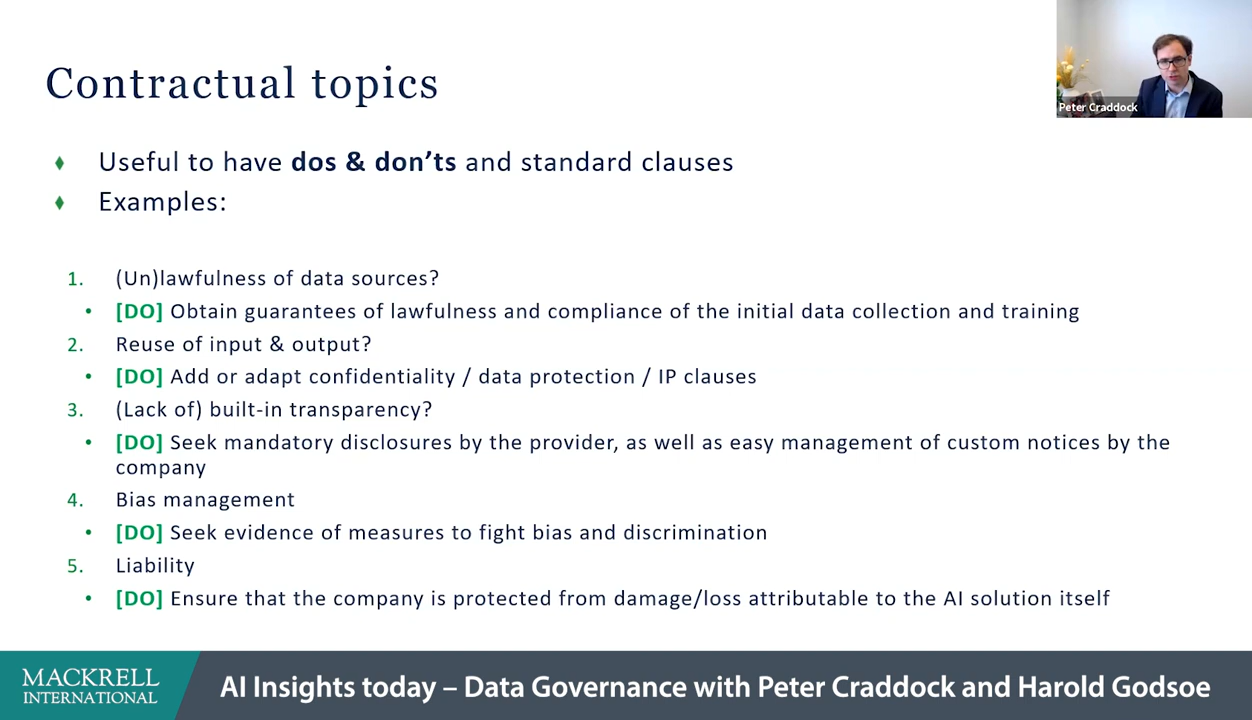 Contractual topics
Peter Craddock
Useful to have dos & don'ts and standard clauses
Examples:
1. (Un)lawfulness of data sources?
• [DO] Obtain guarantees of lawfulness and compliance of the initial data collection and training
2. Reuse of input & output?
• [DO] Add or adapt confidentiality / data protection / IP clauses
3. (Lack of) built-in transparency?
• [DO] Seek mandatory disclosures by the provider, as well as easy management of custom notices by the
company
4. Bias management
• [DO] Seek evidence of measures to fight bias and discrimination
5. Liability
• [DO] Ensure that the company is protected from damage/loss attributable to the AI solution itself
MACKRELL
INTERNATIONAL
AI Insights today – Data Governance with Peter Craddock and Harold Godsoe